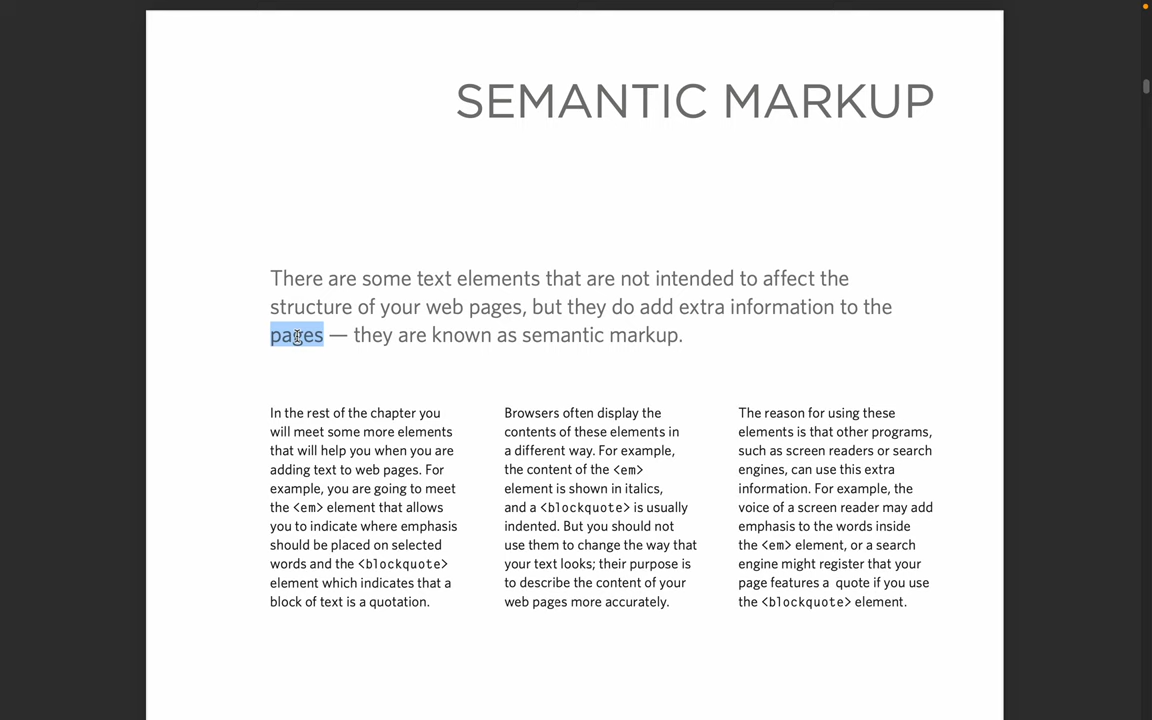 SEMANTIC MARKUP
There are some text elements that are not intended to affect the
structure of your web pages, but they do add extra information to the
pages — they are known as semantic markup.
In the rest of the chapter you
will meet some more elements
that will help you when you are
adding text to web pages. For
example, you are going to meet
the <em> element that allows
you to indicate where emphasis
should be placed on selected
words and the <blockquote>
element which indicates that a
block of text is a quotation.
Browsers often display the
contents of these elements in
a different way. For example,
the content of the <em>
element is shown in italics,
and a <blockquote> is usually
indented. But you should not
use them to change the way that
your text looks; their purpose is
to describe the content of your
web pages more accurately.
The reason for using these
elements is that other programs,
such as screen readers or search
engines, can use this extra
information. For example, the
voice of a screen reader may add
emphasis to the words inside
the <em> element, or a search
engine might register that your
page features a  quote if you use
the <blockquote> element.